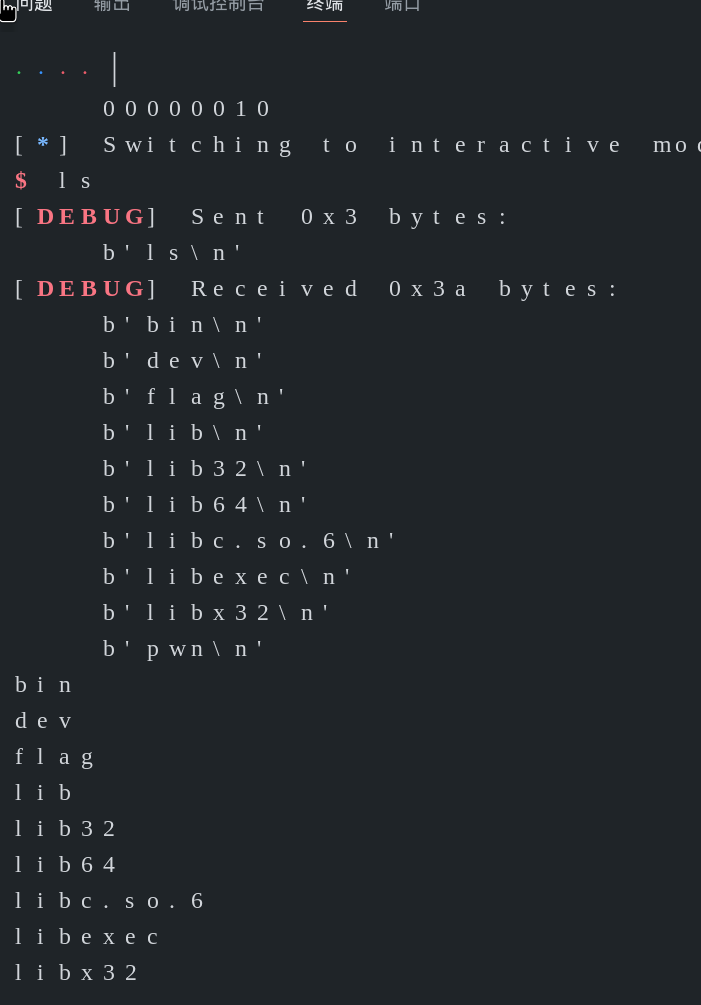 问题 输出 调试控制台 终端 端口
. . . . |
00000010
[*] Switching to interactive
$ ls
[DEBUG] Sent 0x3 bytes:
b'ls\n'
[DEBUG] Received 0x3a bytes:
b'bin\n'
b'dev\n'
b'flag\n'
b'lib\n'
b'lib32\n'
b'lib64\n'
b'libc.so.6\n'
b'libexec\n'
b'libx32\n'
b'pwn\n'
bin
dev
flag
lib
lib32
lib64
libc.so.6
libexec
libx32